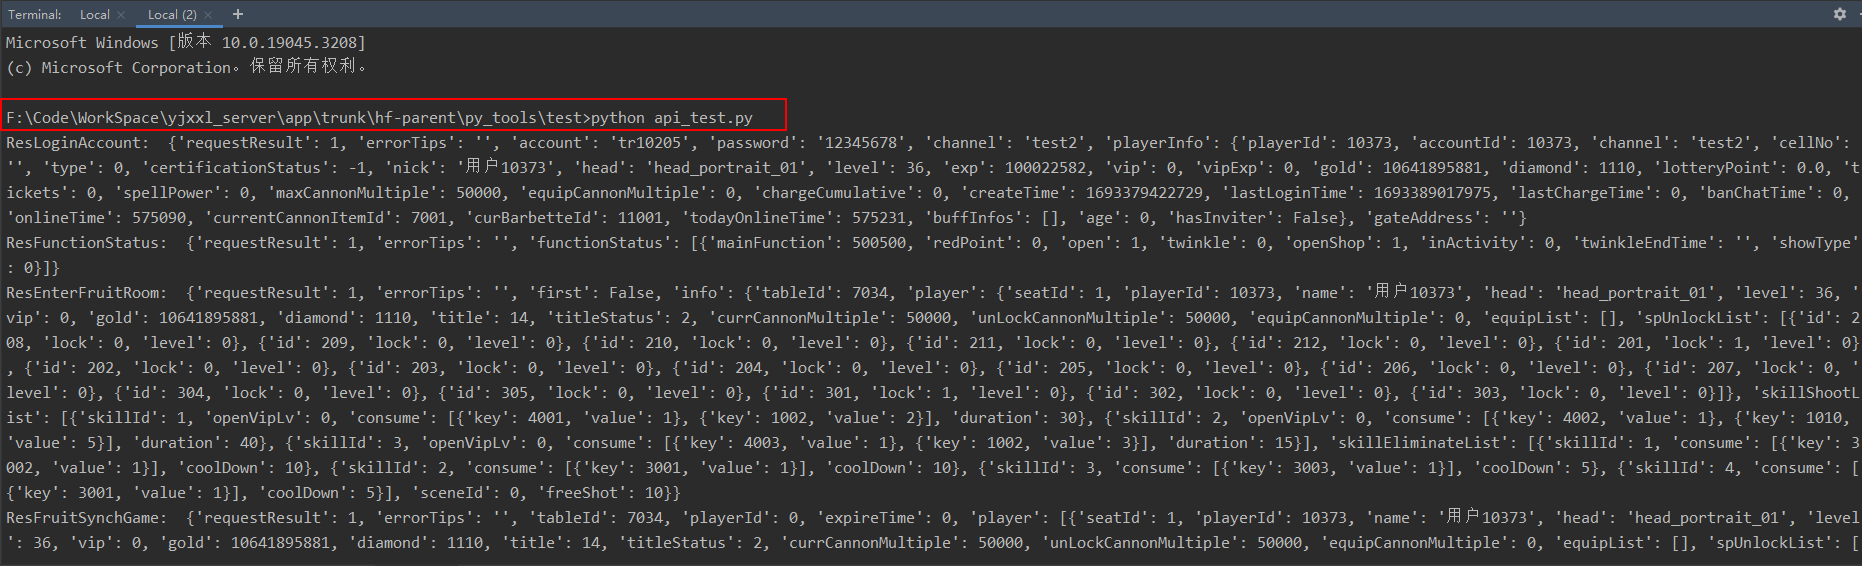 Terminal: Local × Local (2) × +
Microsoft Windows [版本 10.0.19045.3208]
(c) Microsoft Corporation。保留所有权利。
F:\Code\WorkSpace\yjxxl_server\app\trunk\hf-parent\py_tools\test>python api_test.py
ResLoginAccount:  {'requestResult': 1, 'errorTips': '', 'account': 'tr10205', 'password': '12345678', 'channel': 'test2', 'playerInfo': {'playerId': 10373, 'accountId': 10373, 'channel': 'test2', 'cellNo':
'', 'type': 0, 'certificationStatus': -1, 'nick': '用户10373', 'head': 'head_portrait_01', 'level': 36, 'exp': 100022582, 'vip': 0, 'vipExp': 0, 'gold': 10641895881, 'diamond': 1110, 'lotteryPoint': 0.0, 't
ickets': 0, 'spellPower': 0, 'maxCannonMultiple': 50000, 'equipCannonMultiple': 0, 'chargeCumulative': 0, 'createTime': 1693379422729, 'lastLoginTime': 1693389017975, 'lastChargeTime': 0, 'banChatTime': 0,
'onlineTime': 575090, 'currentCannonItemId': 7001, 'curBarbetteId': 11001, 'todayOnlineTime': 575231, 'buffInfos': [], 'age': 0, 'hasInviter': False}, 'gateAddress': ''}
ResFunctionStatus:  {'requestResult': 1, 'errorTips': '', 'functionStatus': [{'mainFunction': 500500, 'redPoint': 0, 'open': 1, 'twinkle': 0, 'openShop': 1, 'inActivity': 0, 'twinkleEndTime': '', 'showType'
: 0}]}
ResEnterFruitRoom:  {'requestResult': 1, 'errorTips': '', 'first': False, 'info': {'tableId': 7034, 'player': {'seatId': 1, 'playerId': 10373, 'name': '用户10373', 'head': 'head_portrait_01', 'level': 36, '
vip': 0, 'gold': 10641895881, 'diamond': 1110, 'title': 14, 'titleStatus': 2, 'currCannonMultiple': 50000, 'unLockCannonMultiple': 50000, 'equipCannonMultiple': 0, 'equipList': [], 'spUnlockList': [{'id': 2
08, 'lock': 0, 'level': 0}, {'id': 209, 'lock': 0, 'level': 0}, {'id': 210, 'lock': 0, 'level': 0}, {'id': 211, 'lock': 0, 'level': 0}, {'id': 212, 'lock': 0, 'level': 0}, {'id': 201, 'lock': 1, 'level': 0}
, {'id': 202, 'lock': 0, 'level': 0}, {'id': 203, 'lock': 0, 'level': 0}, {'id': 204, 'lock': 0, 'level': 0}, {'id': 205, 'lock': 0, 'level': 0}, {'id': 206, 'lock': 0, 'level': 0}, {'id': 207, 'lock': 0, '
level': 0}, {'id': 304, 'lock': 0, 'level': 0}, {'id': 305, 'lock': 0, 'level': 0}, {'id': 301, 'lock': 1, 'level': 0}, {'id': 302, 'lock': 0, 'level': 0}, {'id': 303, 'lock': 0, 'level': 0}]}, 'skillShootL
ist': [{'skillId': 1, 'openVipLv': 0, 'consume': [{'key': 4001, 'value': 1}, {'key': 1002, 'value': 2}], 'duration': 30}, {'skillId': 2, 'openVipLv': 0, 'consume': [{'key': 4002, 'value': 1}, {'key': 1010, '
value': 5}], 'duration': 40}, {'skillId': 3, 'openVipLv': 0, 'consume': [{'key': 4003, 'value': 1}, {'key': 1002, 'value': 3}], 'duration': 15}], 'skillEliminateList': [{'skillId': 1, 'consume': [{'key': 3
002, 'value': 1}], 'coolDown': 10}, {'skillId': 2, 'consume': [{'key': 3001, 'value': 1}], 'coolDown': 10}, {'skillId': 3, 'consume': [{'key': 3003, 'value': 1}], 'coolDown': 5}, {'skillId': 4, 'consume': [
{'key': 3001, 'value': 1}], 'coolDown': 5}], 'sceneId': 0, 'freeShot': 10}}
ResFruitSynchGame:  {'requestResult': 1, 'errorTips': '', 'tableId': 7034, 'playerId': 0, 'expireTime': 0, 'player': [{'seatId': 1, 'playerId': 10373, 'name': '用户10373', 'head': 'head_portrait_01', 'level
': 36, 'vip': 0, 'gold': 10641895881, 'diamond': 1110, 'title': 14, 'titleStatus': 2, 'currCannonMultiple': 50000, 'unLockCannonMultiple': 50000, 'equipCannonMultiple': 0, 'equipList': [], 'spUnlockList': [